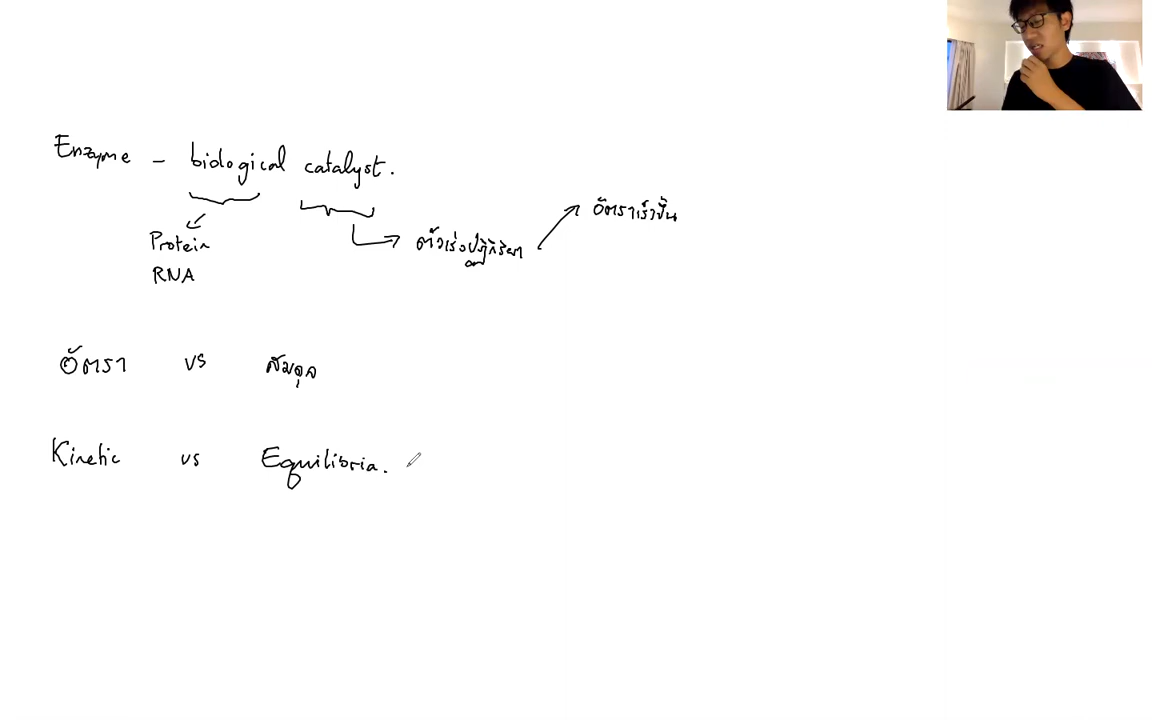 Enzyme - biological catalyst.
อัตราเร็วขึ้น
Protein
ตัวเร่งปฏิกิริยา
RNA
อัตรา vs สมดุล
Kinetic vs Equilibria.